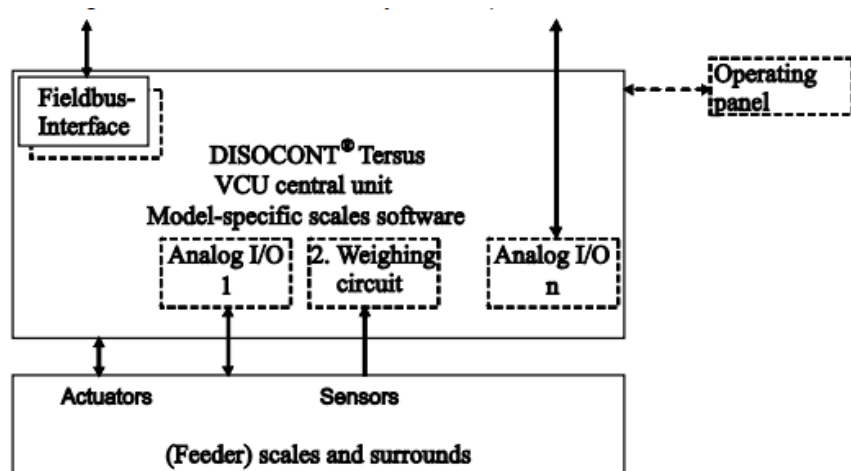 Fieldbus-
Interface
Operating
panel
DISOCONT® Tersus
VCU central unit
Model-specific scales software
Analog I/O
1
2. Weighing
circuit
Analog I/O
n
Actuators
Sensors
(Feeder) scales and surrounds